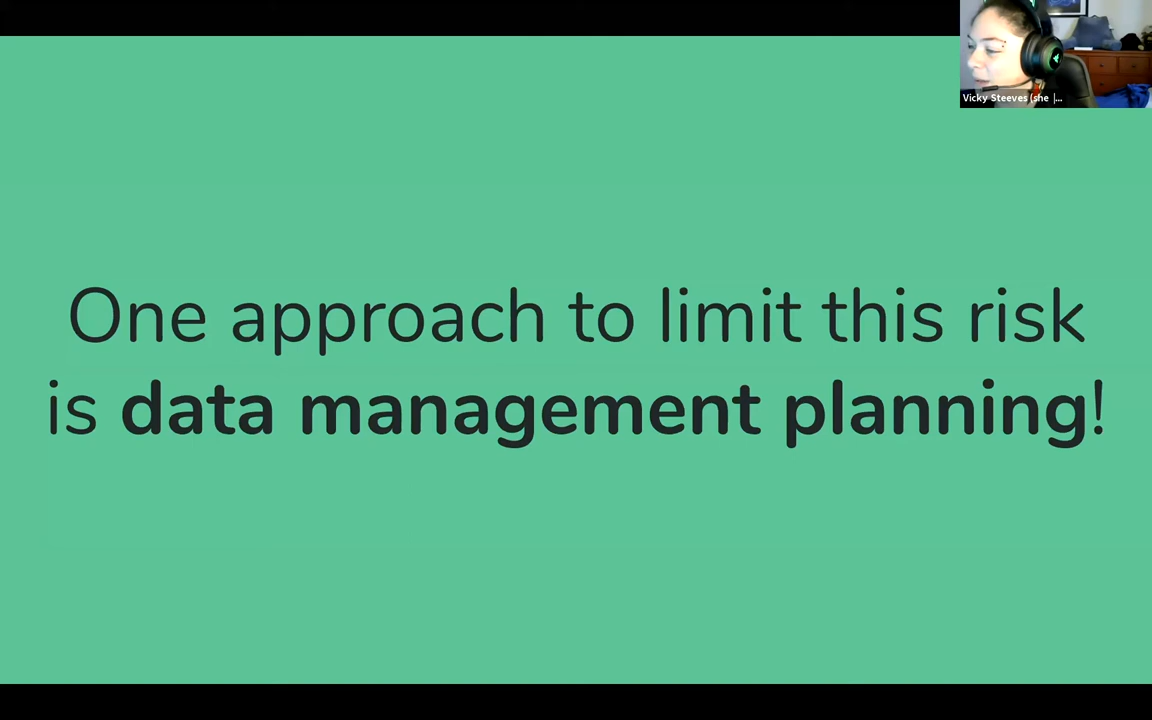 Vicky Steeves (she |...
One approach to limit this risk
is data management planning!